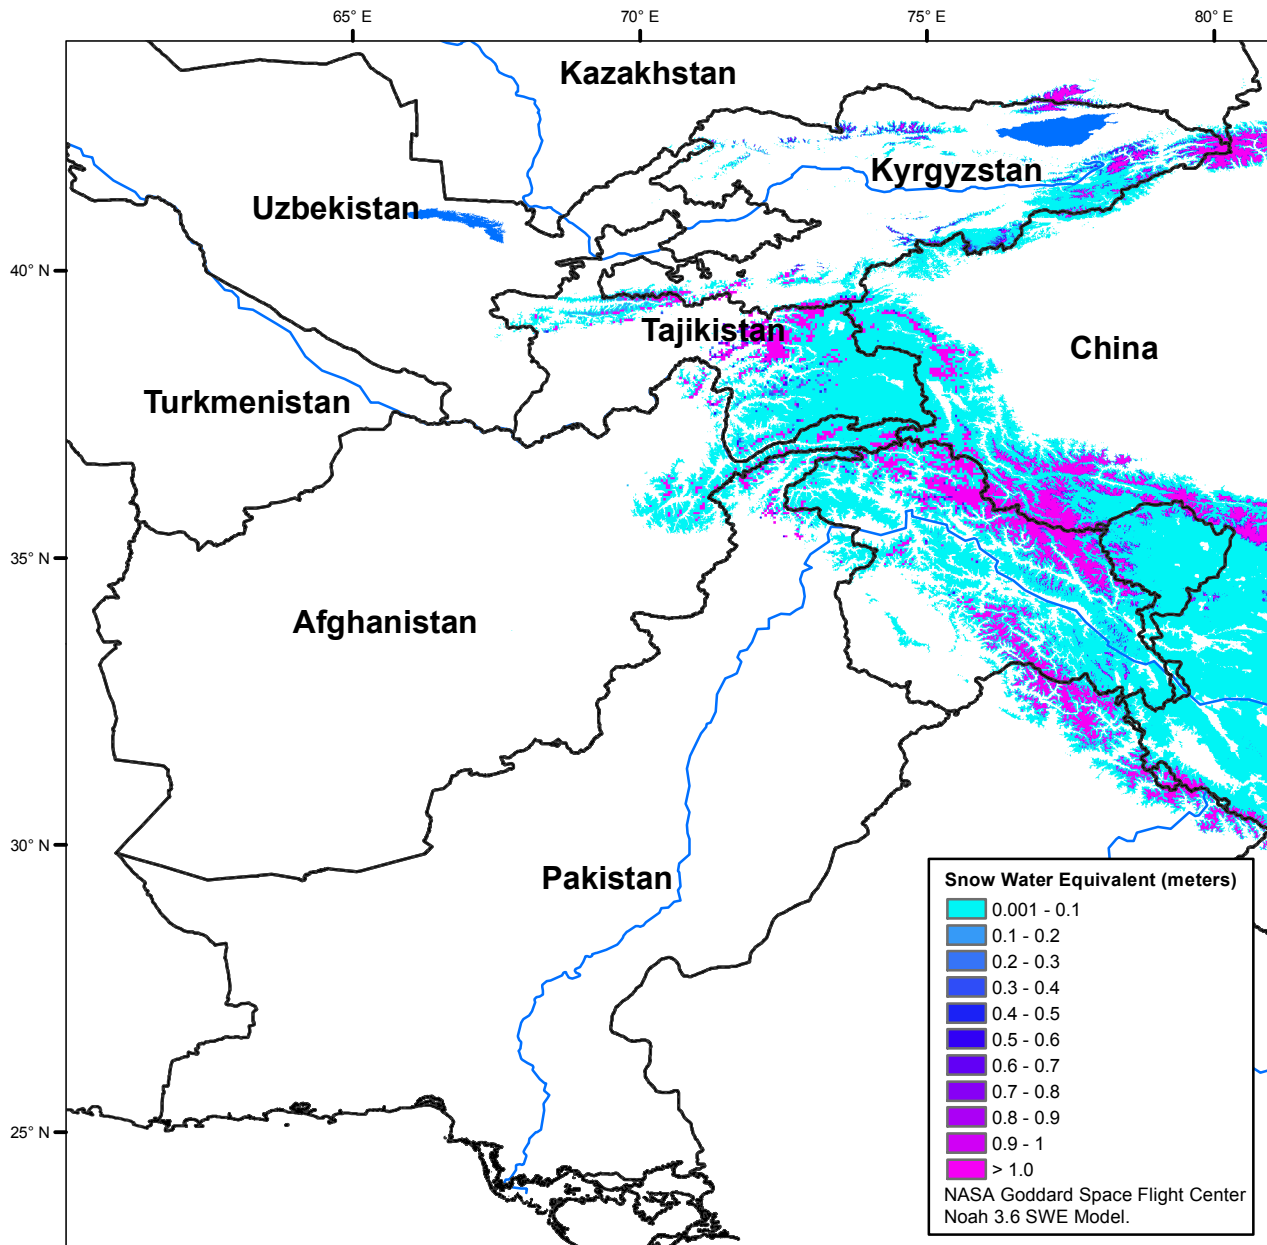 65° E
70° E
75° E
80° E
Kazakhstan
Kyrgyzstan
Uzbekistan
40° N
Tajikistan
China
Turkmenistan
35° N
Afghanistan
30° N
Pakistan
25° N
Snow Water Equivalent (meters)
0.001 - 0.1
0.1 - 0.2
0.2 - 0.3
0.3 - 0.4
0.4 - 0.5
0.5 - 0.6
0.6 - 0.7
0.7 - 0.8
0.8 - 0.9
0.9 - 1
> 1.0
NASA Goddard Space Flight Center
Noah 3.6 SWE Model.